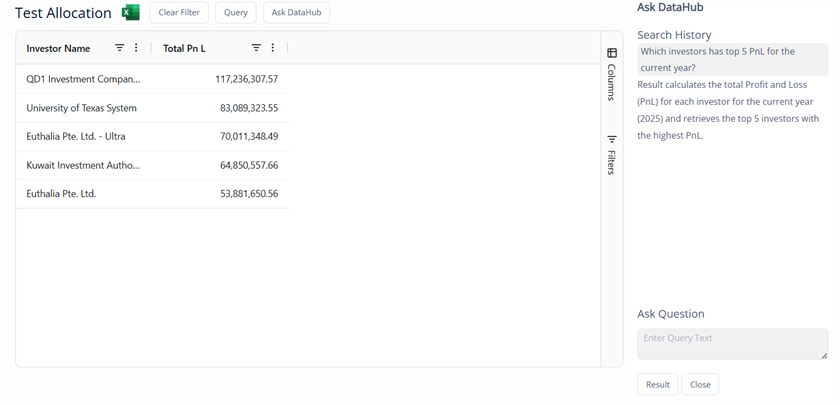 Test Allocation
Clear Filter
Query
Ask DataHub
Investor Name
Total Pn L
QD1 Investment Compan...
117,236,307.57
University of Texas System
83,089,323.55
Euthalia Pte. Ltd. - Ultra
70,011,348.49
Kuwait Investment Autho...
64,850,557.66
Euthalia Pte. Ltd.
53,881,650.56
Columns
Filters
Ask DataHub
Search History
Which investors has top 5 PnL for the
current year?
Result calculates the total Profit and Loss
(PnL) for each investor for the current year
(2025) and retrieves the top 5 investors with
the highest PnL.
Ask Question
Enter Query Text
Result
Close